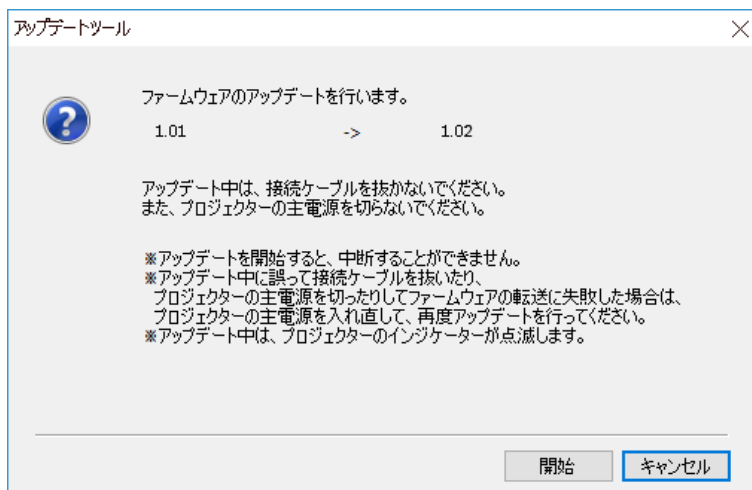 アップデートツール
ファームウェアのアップデートを行います。
1.01 -> 1.02
アップデート中は、接続ケーブルを抜かないでください。
また、プロジェクターの主電源を切らないでください。
※アップデートを開始すると、中断することができません。
※アップデート中に誤って接続ケーブルを抜いたり、
プロジェクターの主電源を切ったりしてファームウェアの転送に失敗した場合は、
プロジェクターの主電源を入れ直して、再度アップデートを行ってください。
※アップデート中は、プロジェクターのインジケーターが点滅します。
開始 キャンセル